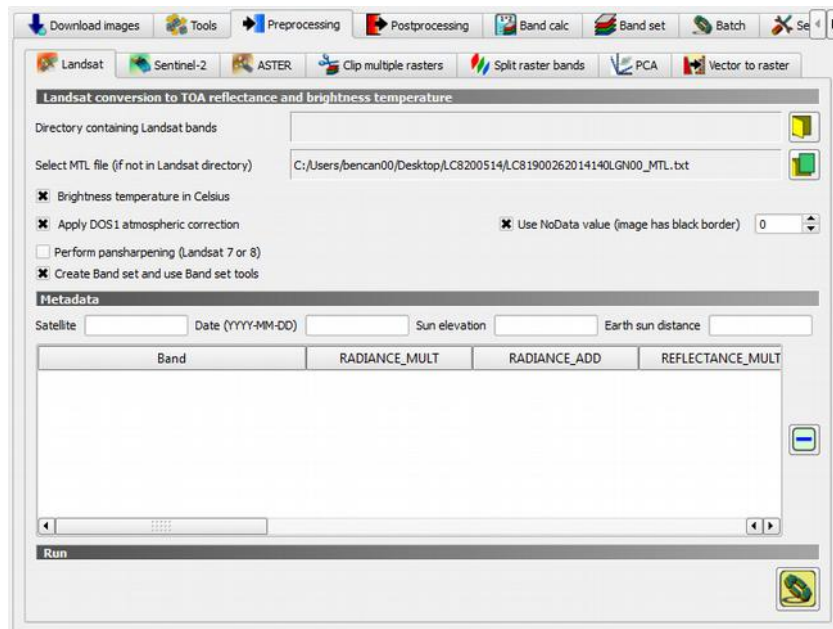 Download images Tools Preprocessing Postprocessing Band calc Band set Batch Se
Landsat Sentinel-2 ASTER Clip multiple rasters Split raster bands PCA Vector to raster
Landsat conversion to TOA reflectance and brightness temperature
Directory containing Landsat bands
Select MTL file (if not in Landsat directory) C:/Users/bencan00/Desktop/LC8200514/LC81900262014140LGN00_MTL.txt
Brightness temperature in Celsius
Apply DOS1 atmospheric correction Use NoData value (image has black border) 0
Perform pansharpening (Landsat 7 or 8)
Create Band set and use Band set tools
Metadata
Satellite Date (YYYY-MM-DD) Sun elevation Earth sun distance
Band RADIANCE_MULT RADIANCE_ADD REFLECTANCE_MULT
Run